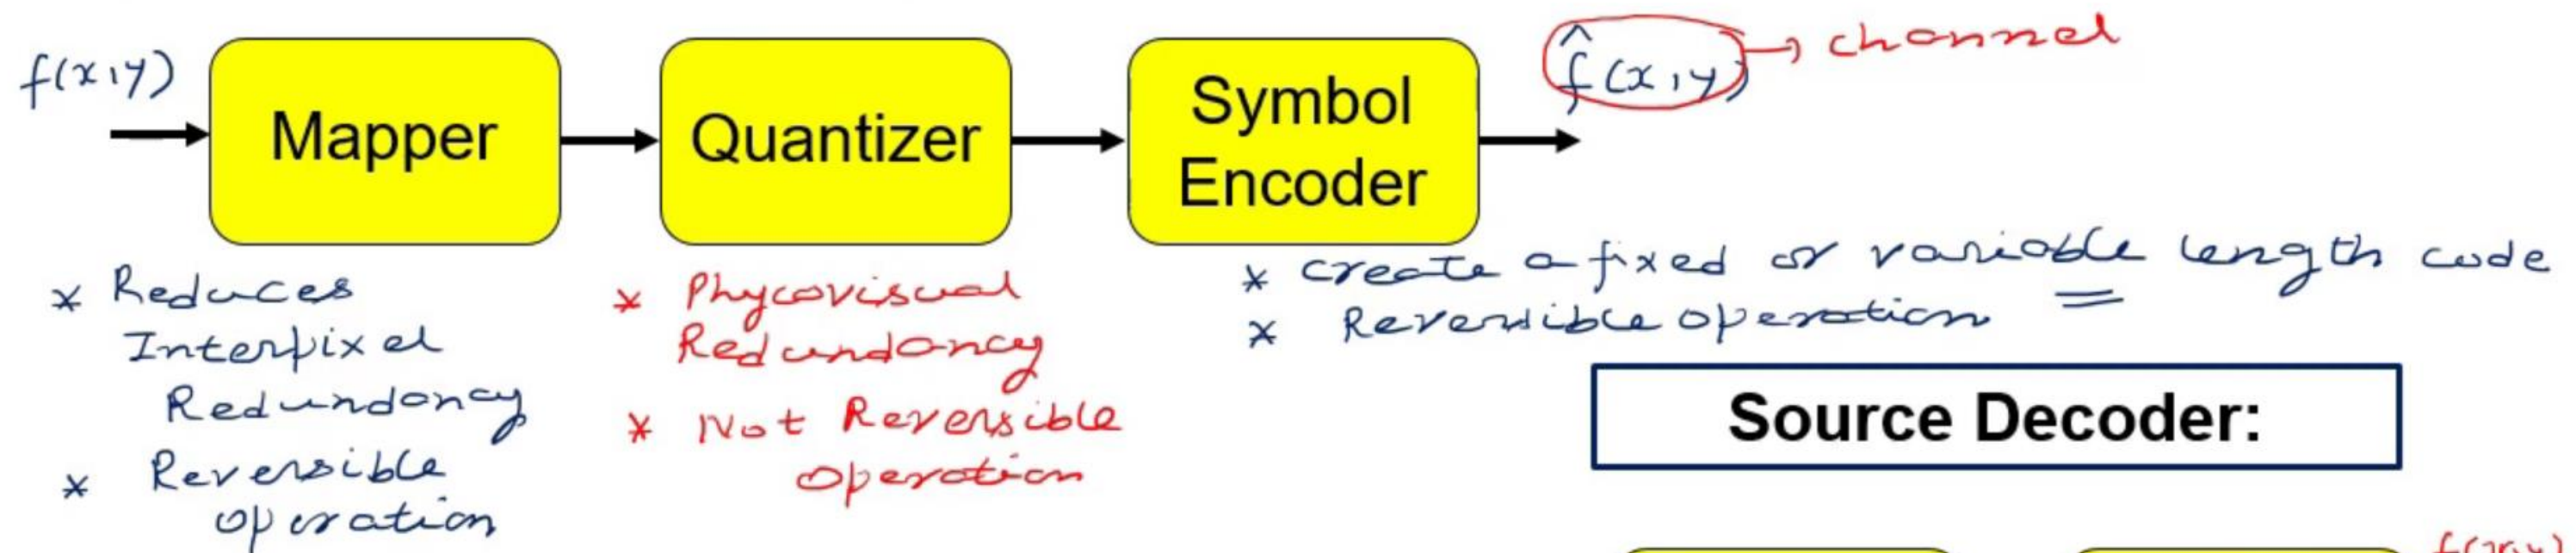 f(x,y)
Mapper
Quantizer
Symbol
Encoder
f̂(x,y) → channel
* Reduces
Interpixel
Redundancy
* Reversible
operation
* Phycovisual
Redundancy
* Not Reversible
operation
* create a fixed or variable length code
* Reversible operation
Source Decoder:
f(x,y)